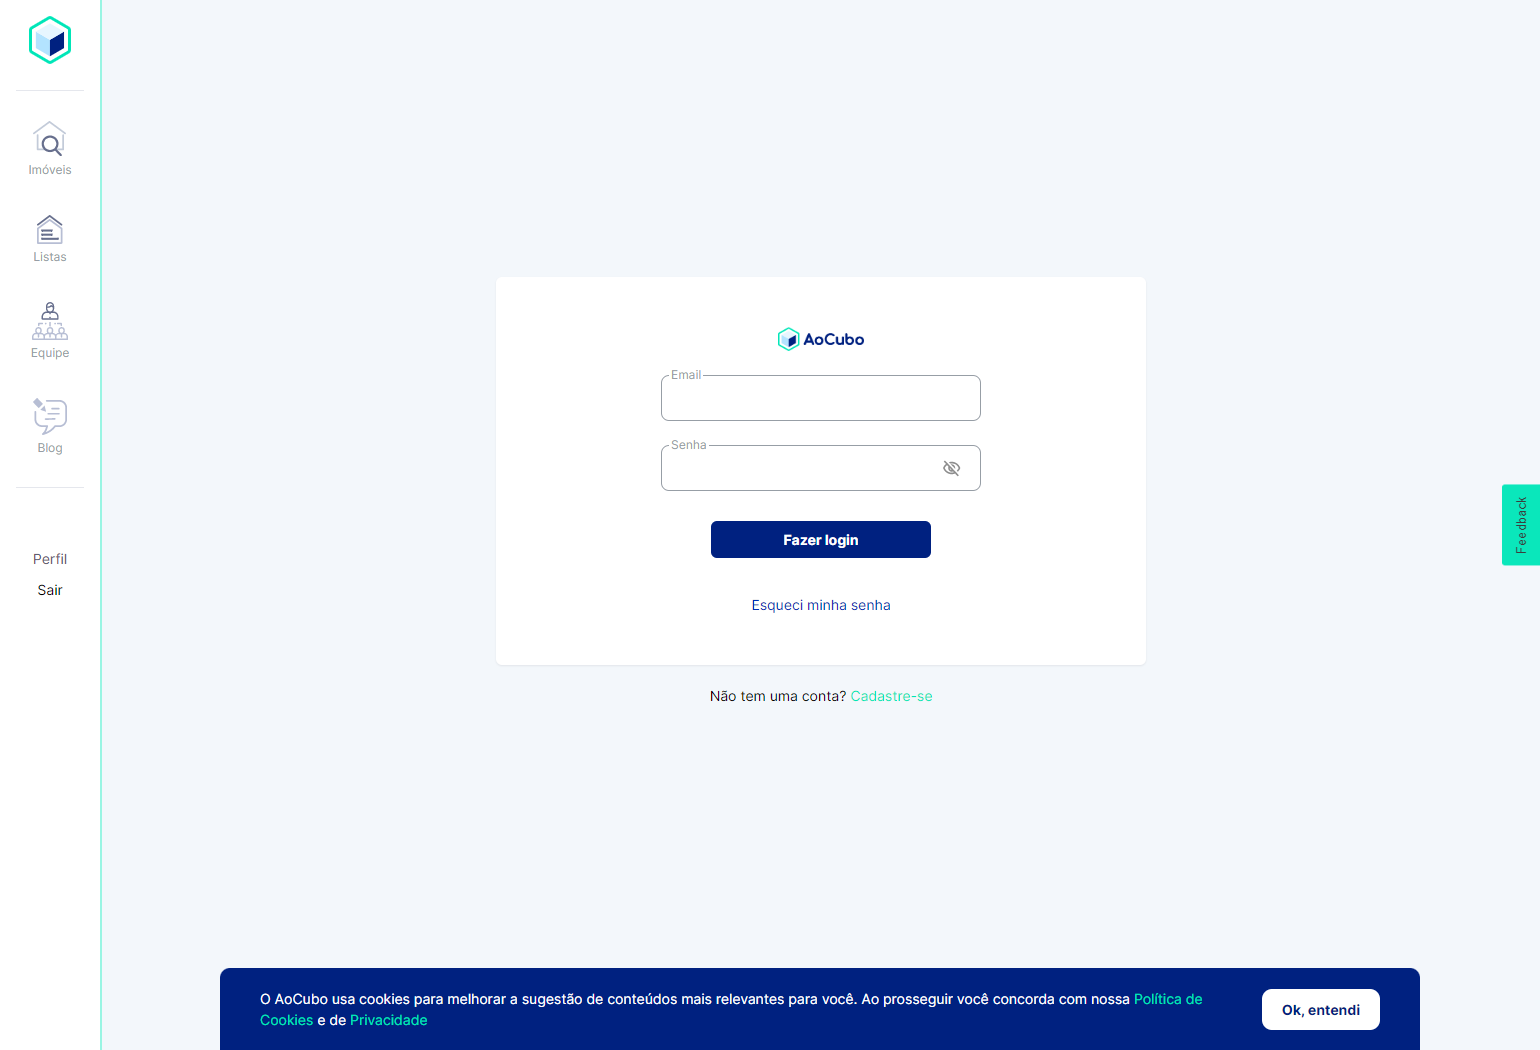 Imóveis
Listas
Equipe
Blog
Perfil
Sair
AoCubo
Email
Senha
Fazer login
Esqueci minha senha
Não tem uma conta? Cadastre-se
Feedback
O AoCubo usa cookies para melhorar a sugestão de conteúdos mais relevantes para você. Ao prosseguir você concorda com nossa Política de
Cookies e de Privacidade
Ok, entendi